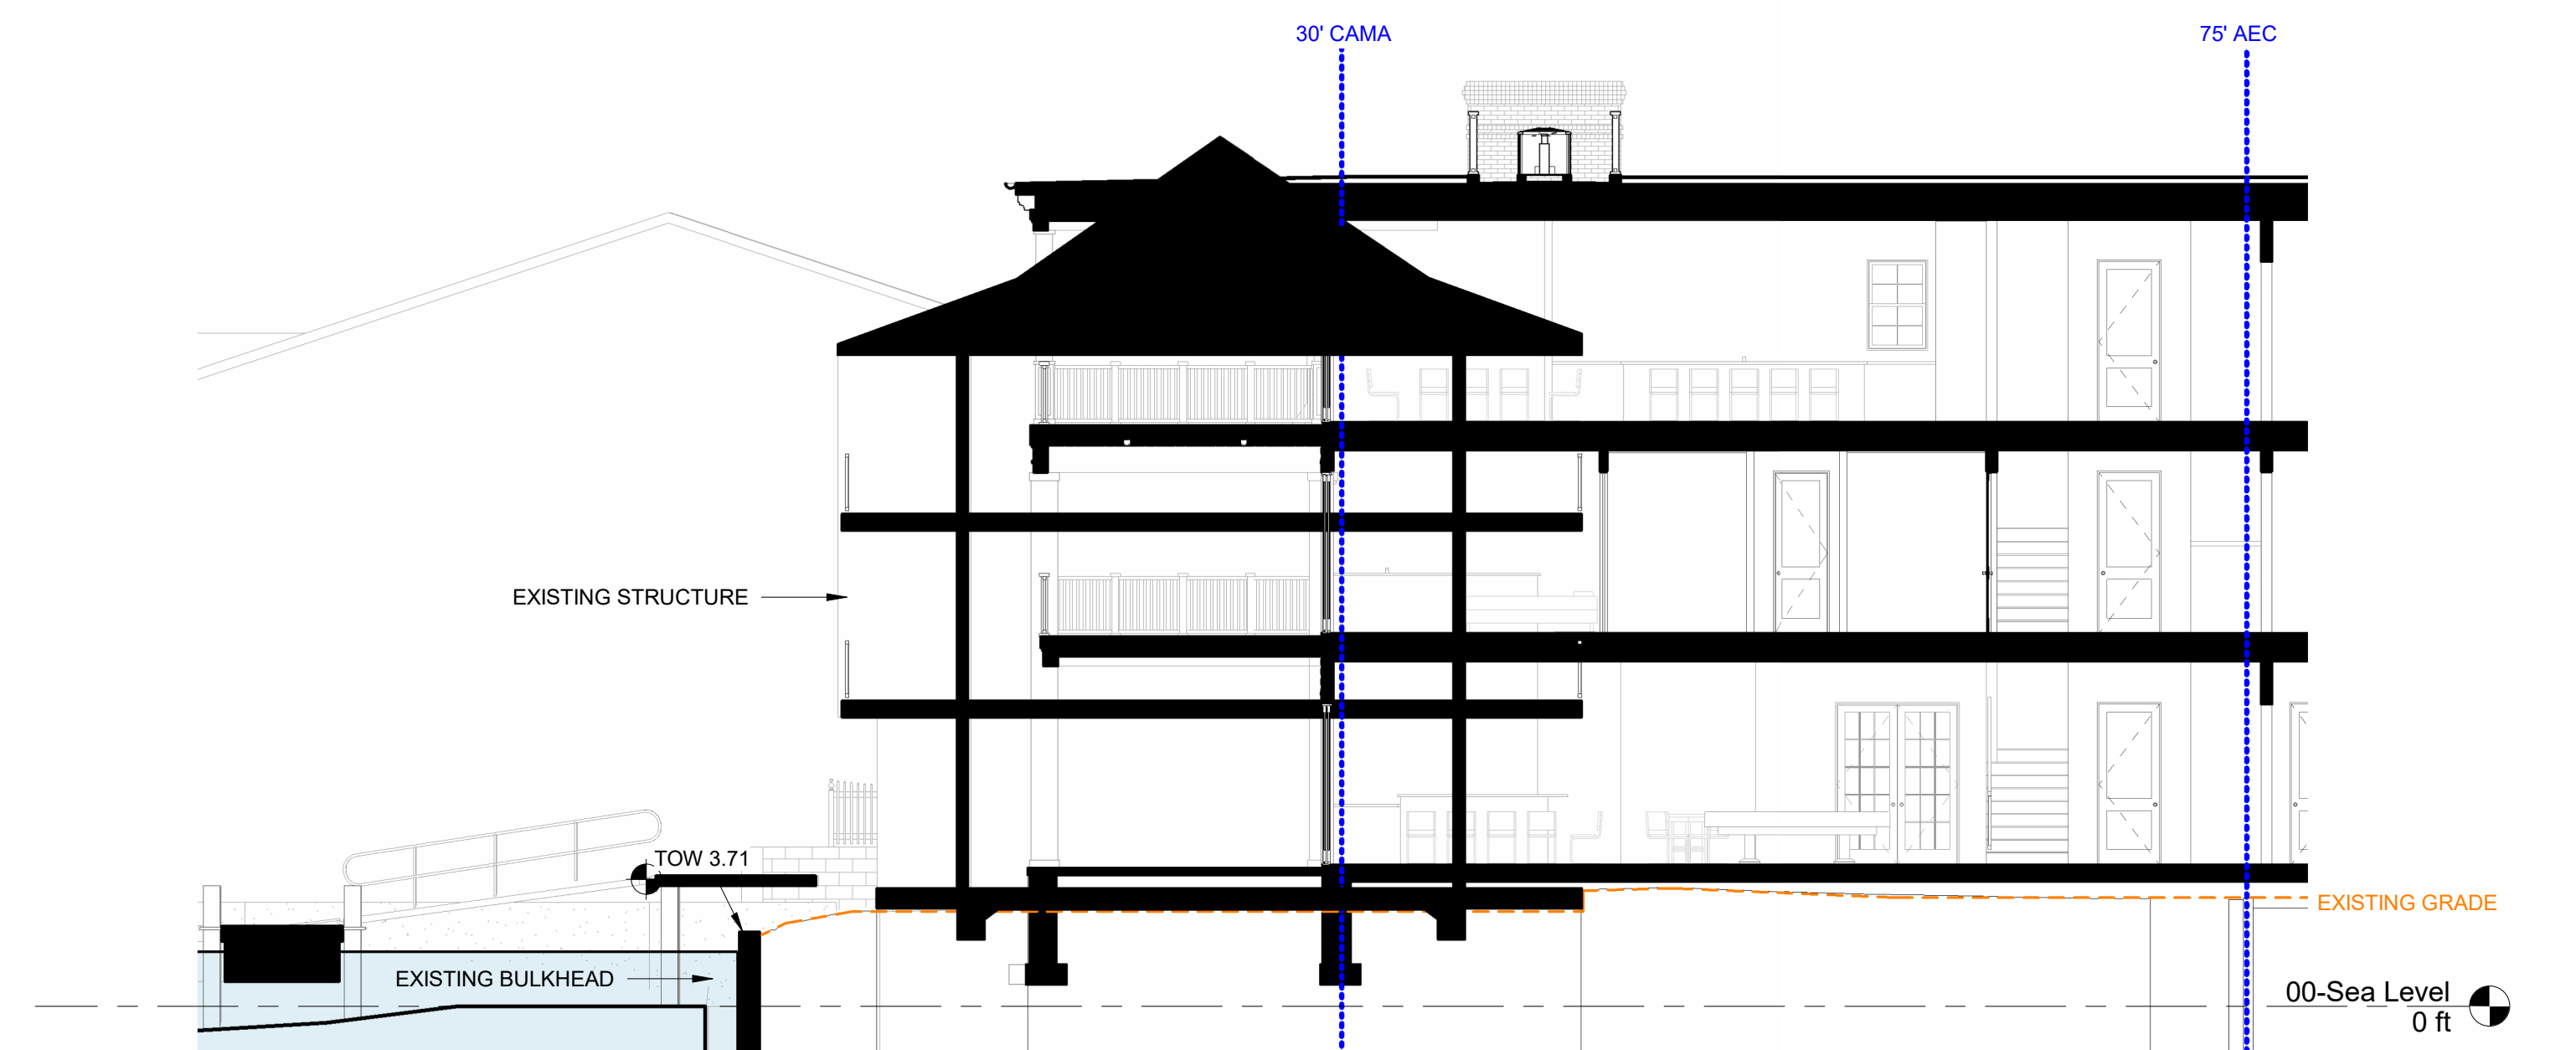 30' CAMA
75' AEC
EXISTING STRUCTURE
TOW 3.71
EXISTING GRADE
EXISTING BULKHEAD
00-Sea Level
0 ft